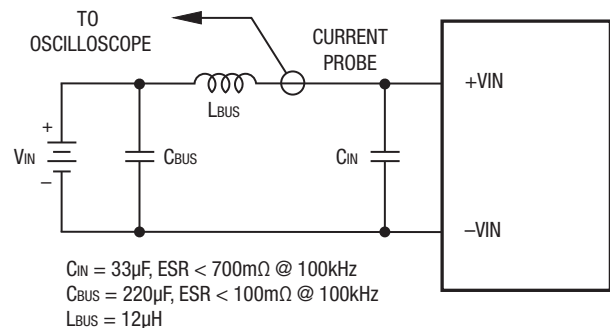 TO
OSCILLOSCOPE
CURRENT
PROBE
LBUS
+VIN
+
VIN
–
CBUS
CIN
–VIN
CIN = 33µF, ESR < 700mΩ @ 100kHz
CBUS = 220µF, ESR < 100mΩ @ 100kHz
LBUS = 12µH